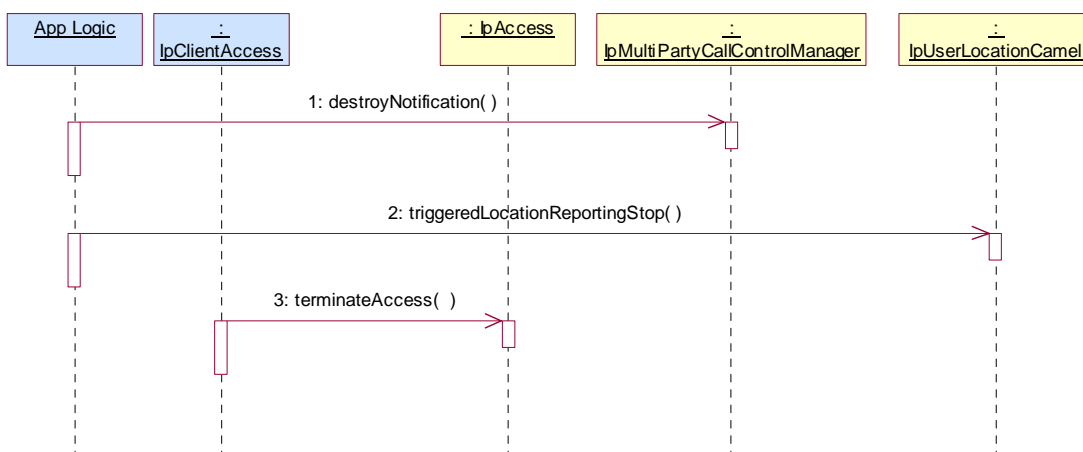 App Logic
:
IpClientAccess
: IpAccess
:
IpMultiPartyCallControlManager
:
IpUserLocationCamel
1: destroyNotification( )
2: triggeredLocationReportingStop( )
3: terminateAccess(  )